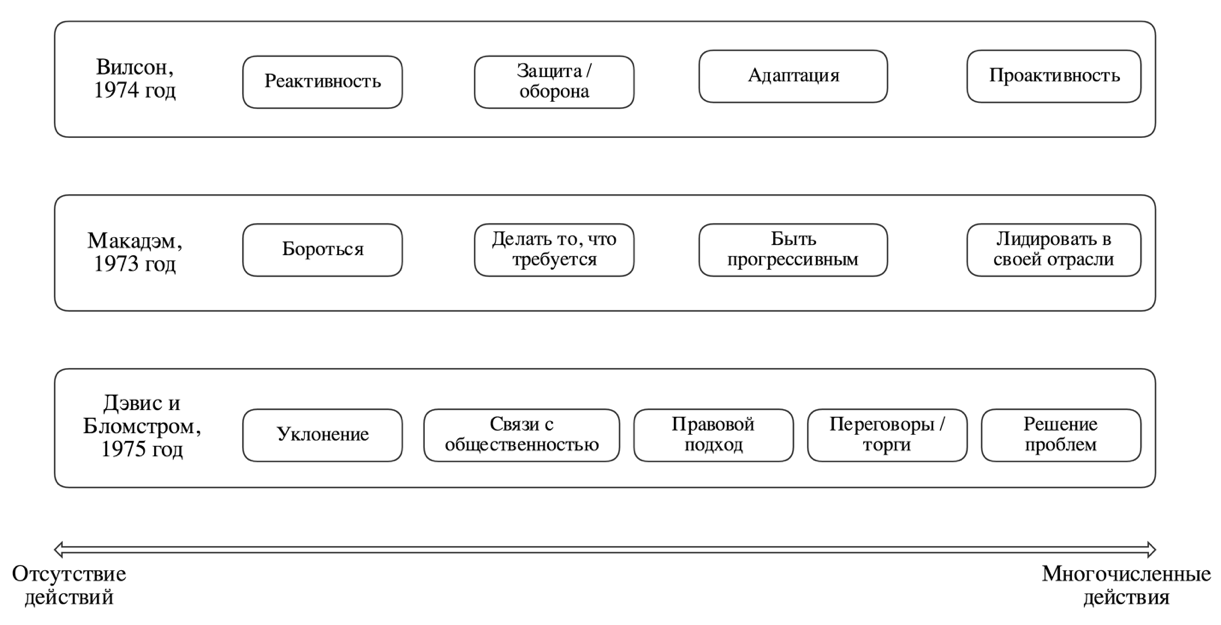 Вилсон,
1974 год
Реактивность
Защита /
оборона
Адаптация
Проактивность
Макадэм,
1973 год
Бороться
Делать то, что
требуется
Быть
прогрессивным
Лидировать в
своей отрасли
Дэвис и
Бломстром,
1975 год
Уклонение
Связи с
общественностью
Правовой
подход
Переговоры /
торги
Решение
проблем
Отсутствие
действий
Многочисленные
действия